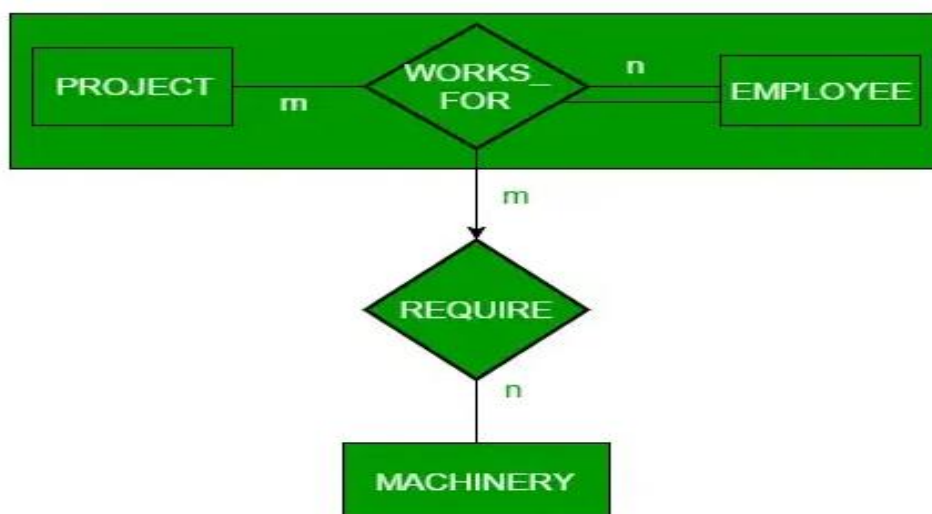 PROJECT
m
WORKS_
FOR
n
EMPLOYEE
m
REQUIRE
n
MACHINERY